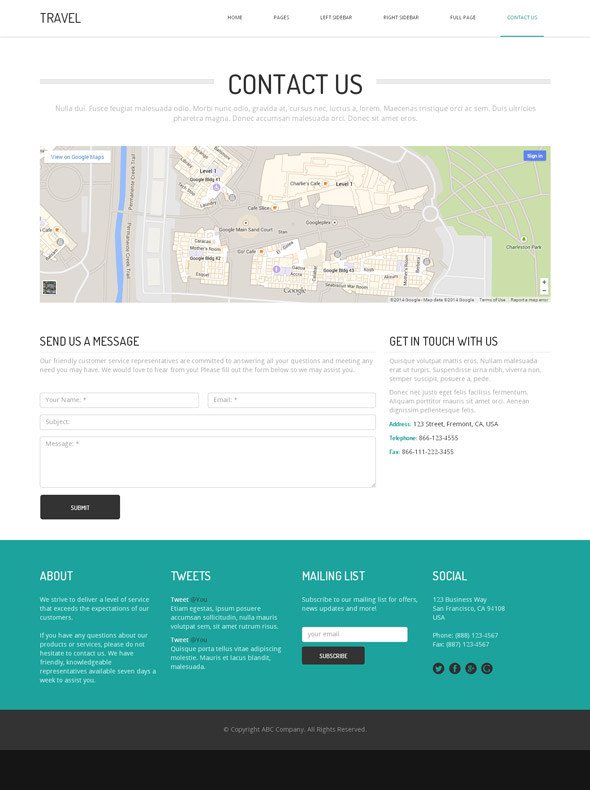 TRAVEL
HOME
PAGES
LEFT SIDEBAR
RIGHT SIDEBAR
FULL PAGE
CONTACT US
CONTACT US
Nulla dui. Fusce feugiat malesuada odio. Morbi nunc odio, gravida at, cursus nec, luctus a, lorem. Maecenas tristique orci ac sem. Duis ultricies
pharetra magna. Donec accumsan malesuada orci. Donec sit amet eros.
View on Google Maps
Sign in
Permanente Creek Trail
Permanente Creek Trail
Level 1
Google Bldg 41
Charlie's Cafe
Level 1
Cafe Slice
Google Main Sand Court
Googleplex
Stan
Mother's Room
Google Bldg 42
Google Bldg 43
Charleston Park
Google
©2014 Google - Map data ©2014 Google
Terms of Use
Report a map error
SEND US A MESSAGE
Our friendly customer service representatives are committed to answering all your questions and meeting any
need you may have. We would love to hear from you! Please fill out the form below so we may assist you.
Your Name: *
Email: *
Subject:
Message: *
SUBMIT
GET IN TOUCH WITH US
Quisque volutpat mattis eros. Nullam malesuada
erat ut turpis. Suspendisse urna nibh, viverra non,
semper suscipit, posuere a, pede.
Donec nec justo eget felis facilisis fermentum.
Aliquam porttitor mauris sit amet orci. Aenean
dignissim pellentesque felis.
Address: 123 Street, Fremont, CA, USA
Telephone: 866-123-4555
Fax: 866-111-222-3455
ABOUT
We strive to deliver a level of service
that exceeds the expectations of our
customers.
If you have any questions about our
products or services, please do not
hesitate to contact us. We have
friendly, knowledgeable
representatives available seven days a
week to assist you.
TWEETS
Tweet @You
Etiam egestas, ipsum posuere
accumsan sollicitudin, nulla mauris
volutpat sem, sit amet rutrum risus.
Tweet @You
Quisque porta tellus vitae adipiscing
molestie. Mauris et lacus blandit,
malesuada.
MAILING LIST
Subscribe to our mailing list for offers,
news updates and more!
your email
SUBSCRIBE
SOCIAL
123 Business Way
San Francisco, CA 94108
USA
Phone: (888) 123-4567
Fax: (887) 123-4567
© Copyright ABC Company. All Rights Reserved.